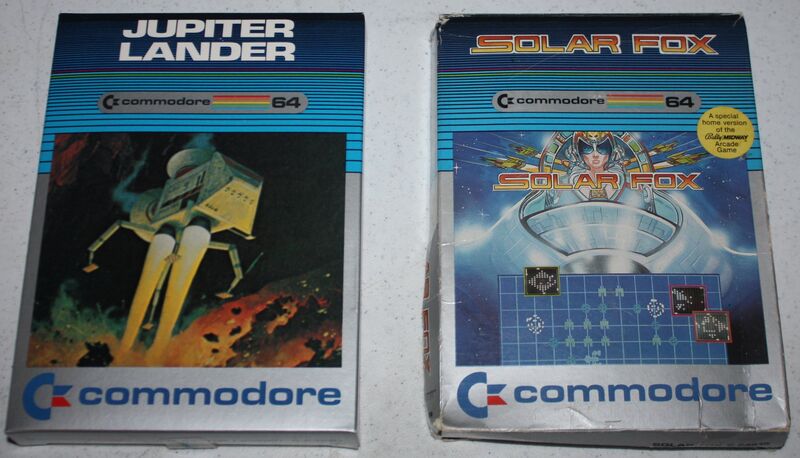 JUPITER
LANDER
commodore 64
commodore
SOLAR FOX
commodore 64
A special
home version
of the
Bally MIDWAY
Arcade
Game
SOLAR FOX
commodore